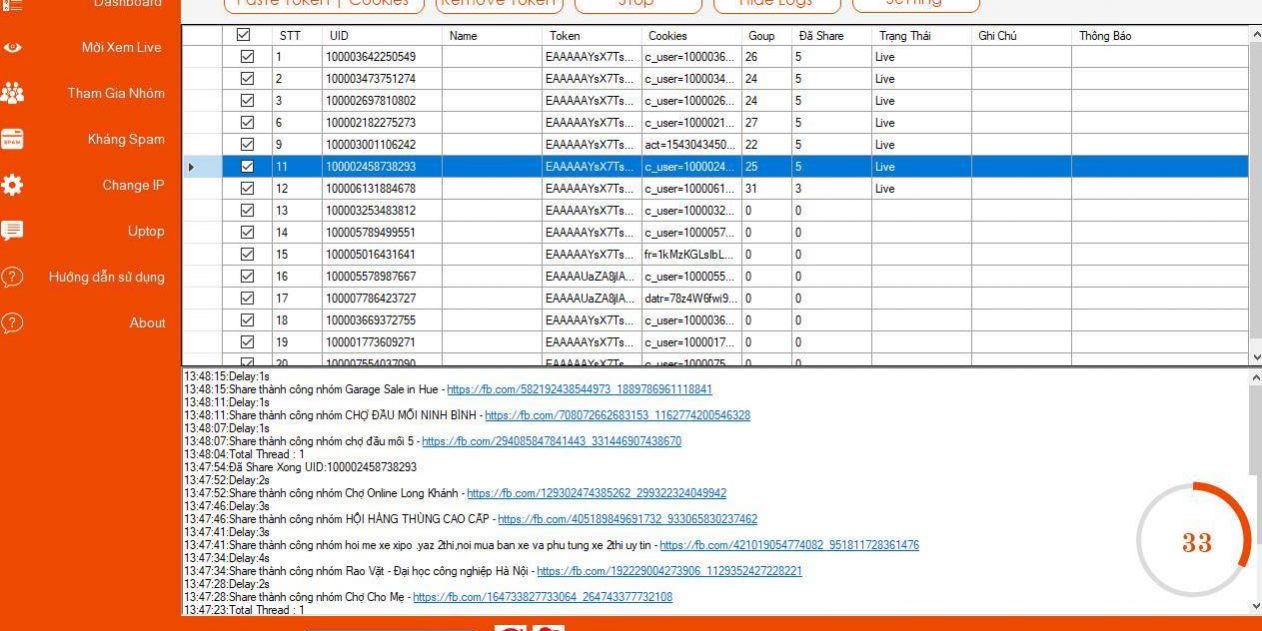 Dashboard
Paste Token | Cookies
Remove Token
Stop
Hide Logs
Setting
Mời Xem Live
Tham Gia Nhóm
SPAM
Kháng Spam
Change IP
Uptop
Hướng dẫn sử dụng
About
STT UID Name Token Cookies Goup Đã Share Trạng Thái Ghi Chú Thông Báo
1 100003642250549 EAAAAAYsX7Ts... c_user=1000036... 26 5 Live
2 100003473751274 EAAAAAYsX7Ts... c_user=1000034... 24 5 Live
3 100002697810802 EAAAAAYsX7Ts... c_user=1000026... 24 5 Live
6 100002182275273 EAAAAAYsX7Ts... c_user=1000021... 27 5 Live
9 100003001106242 EAAAAAYsX7Ts... act=1543043450... 22 5 Live
11 100002458738293 EAAAAAYsX7Ts... c_user=1000024... 25 5 Live
12 100006131884678 EAAAAAYsX7Ts... c_user=1000061... 31 3 Live
13 100003253483812 EAAAAAYsX7Ts... c_user=1000032... 0 0
14 100005789499551 EAAAAAYsX7Ts... c_user=1000057... 0 0
15 100005016431641 EAAAAAYsX7Ts... fr=1kMzKGLslbL... 0 0
16 100005578987667 EAAAAUaZA8jIA... c_user=1000055... 0 0
17 100007786423727 EAAAAUaZA8jIA... datr=78z4W6fwi9... 0 0
18 100003669372755 EAAAAAYsX7Ts... c_user=1000036... 0 0
19 100001773609271 EAAAAAYsX7Ts... c_user=1000017... 0 0
20 100007554037090 EAAAAAYsX7Ts... c_user=1000075... 0 0
13:48:15:Delay:1s
13:48:15:Share thành công nhóm Garage Sale in Hue - https://fb.com/582192438544973_1889786961118841
13:48:11:Delay:1s
13:48:11:Share thành công nhóm CHỢ ĐẦU MỐI NINH BÌNH - https://fb.com/708072662683153_1162774200546328
13:48:07:Delay:1s
13:48:07:Share thành công nhóm chợ đầu mối 5 - https://fb.com/294085847841443_331446907438670
13:48:04:Total Thread : 1
13:47:54:Đã Share Xong UID:100002458738293
13:47:52:Delay:2s
13:47:52:Share thành công nhóm Chợ Online Long Khánh - https://fb.com/129302474385262_299322324049942
13:47:46:Delay:3s
13:47:46:Share thành công nhóm HỘI HÀNG THÙNG CAO CẤP - https://fb.com/405189849691732_933065830237462
13:47:41:Delay:3s
13:47:41:Share thành công nhóm hoi me xe xipo .yaz 2thi,noi mua ban xe va phu tung xe 2thi uy tin - https://fb.com/421019054774082_951811728361476
13:47:34:Delay:4s
13:47:34:Share thành công nhóm Rao Vặt - Đại học công nghiệp Hà Nội - https://fb.com/192229004273906_1129352427228221
13:47:28:Delay:2s
13:47:28:Share thành công nhóm Chợ Cho Mẹ - https://fb.com/164733827733064_264743377732108
13:47:23:Total Thread : 1
33